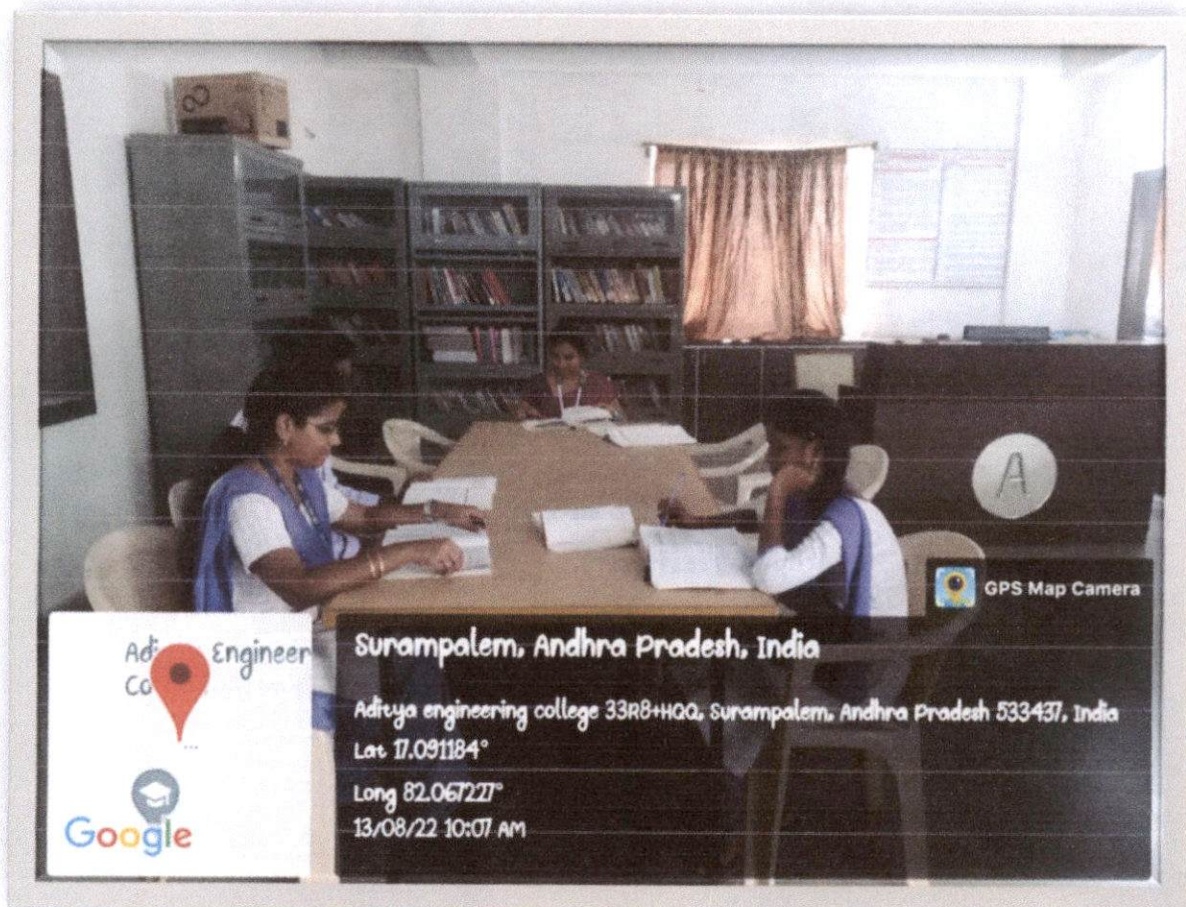 A
GPS Map Camera
Engineer
Surampalem, Andhra Pradesh, India
Aditya engineering college 33R8+HQQ, Surampalem, Andhra Pradesh 533437, India
Lat 17.091184°
Long 82.067227°
13/08/22 10:07 AM
Google